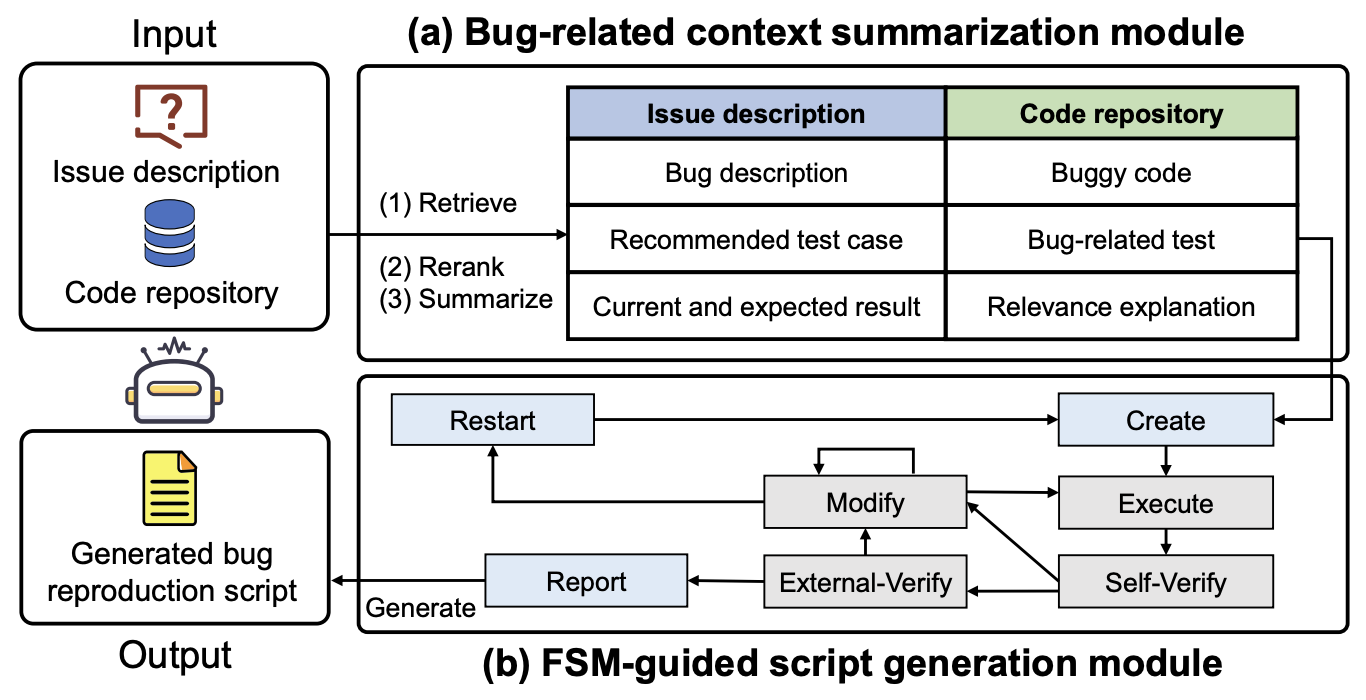 Input
(a) Bug-related context summarization module
?
Issue description
Code repository
(1) Retrieve
(2) Rerank
(3) Summarize
Issue description
Code repository
Bug description
Buggy code
Recommended test case
Bug-related test
Current and expected result
Relevance explanation
Restart
Create
Modify
Execute
Report
External-Verify
Self-Verify
Generate
Generated bug
reproduction script
Output
(b) FSM-guided script generation module